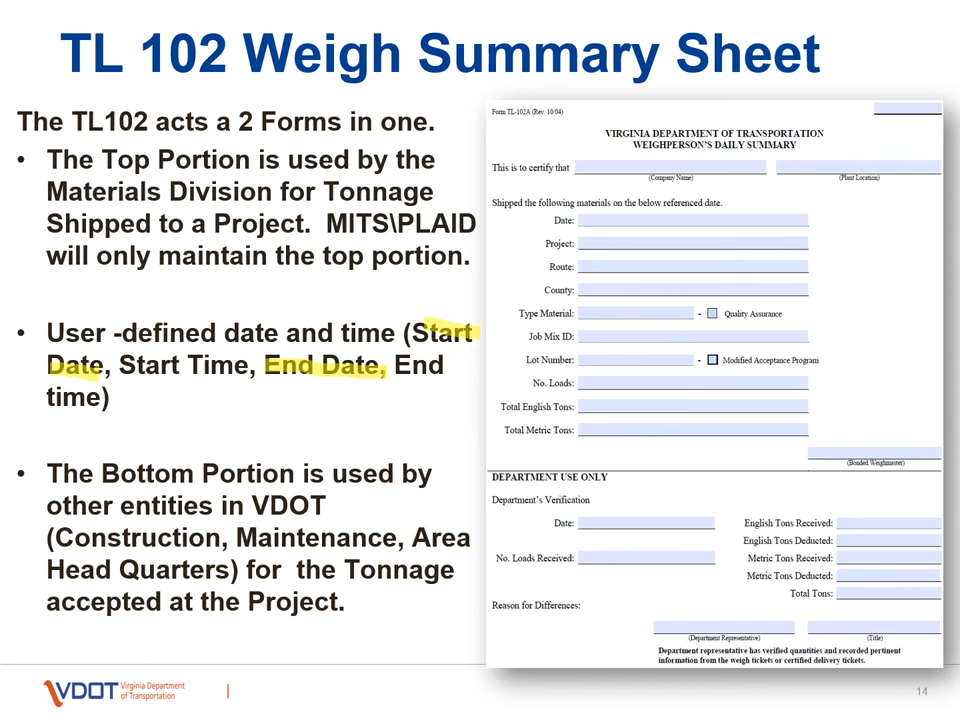 TL 102 Weigh Summary Sheet
The TL102 acts a 2 Forms in one.
• The Top Portion is used by the
Materials Division for Tonnage
Shipped to a Project. MITS\PLAID
will only maintain the top portion.
• User -defined date and time (Start
Date, Start Time, End Date, End
time)
• The Bottom Portion is used by
other entities in VDOT
(Construction, Maintenance, Area
Head Quarters) for the Tonnage
accepted at the Project.
Form TL-102A (Rev. 10/04)
VIRGINIA DEPARTMENT OF TRANSPORTATION
WEIGHPERSON'S DAILY SUMMARY
This is to certify that
(Company Name) (Plant Location)
Shipped the following materials on the below referenced date.
Date:
Project:
Route:
County:
Type Material: - Quality Assurance
Job Mix ID:
Lot Number: - Modified Acceptance Program
No. Loads:
Total English Tons:
Total Metric Tons:
(Bonded Weighmaster)
DEPARTMENT USE ONLY
Department's Verification
Date: English Tons Received:
English Tons Deducted:
No. Loads Received: Metric Tons Received:
Metric Tons Deducted:
Total Tons:
Reason for Differences:
(Department Representative) (Title)
Department representative has verified quantities and recorded pertinent
information from the weigh tickets or certified delivery tickets.
VDOT Virginia Department
of Transportation
14